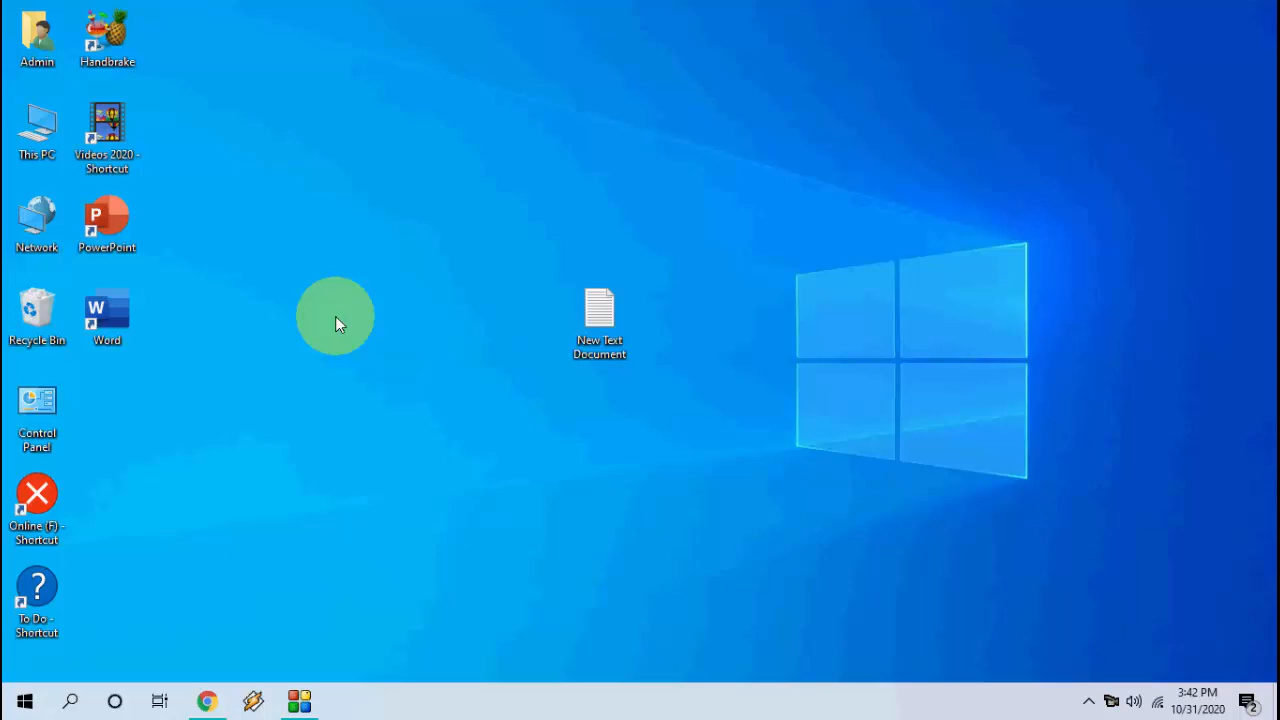 Admin
Handbrake
This PC
Videos 2020 -
Shortcut
Network
P
PowerPoint
Recycle Bin
W
Word
New Text
Document
Control
Panel
Online (F) -
Shortcut
?
To Do -
Shortcut
3:42 PM
10/31/2020
2